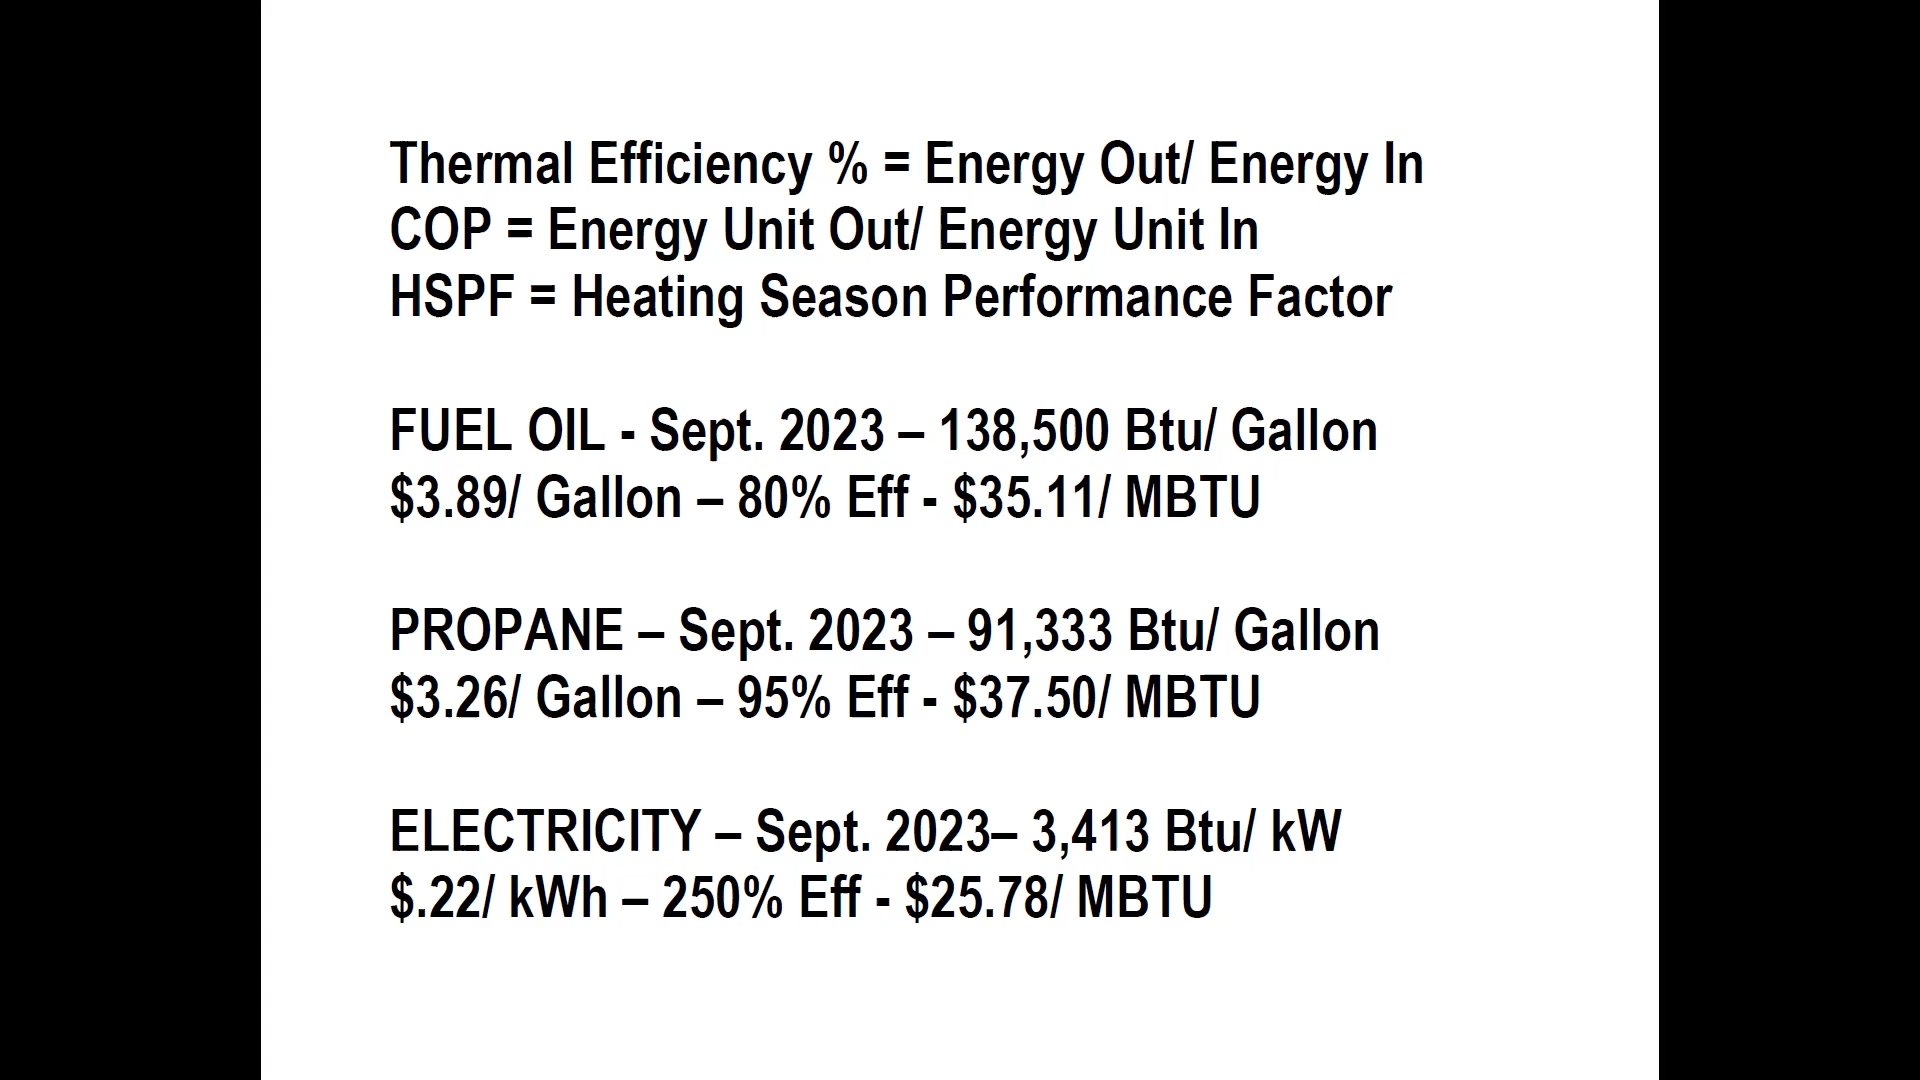 Thermal Efficiency % = Energy Out/ Energy In
COP = Energy Unit Out/ Energy Unit In
HSPF = Heating Season Performance Factor
FUEL OIL - Sept. 2023 – 138,500 Btu/ Gallon
$3.89/ Gallon – 80% Eff - $35.11/ MBTU
PROPANE – Sept. 2023 – 91,333 Btu/ Gallon
$3.26/ Gallon – 95% Eff - $37.50/ MBTU
ELECTRICITY – Sept. 2023– 3,413 Btu/ kW
$.22/ kWh – 250% Eff - $25.78/ MBTU